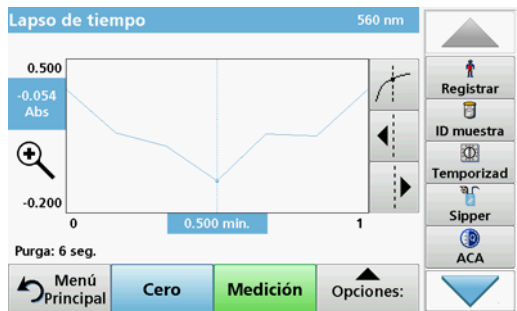 Lapso de tiempo
560 nm
0.500
-0.054
Abs
-0.200
0
0.500 min.
1
Purga: 6 seg.
Menú
Principal
Cero
Medición
Opciones:
Registrar
ID muestra
Temporizad
Sipper
ACA